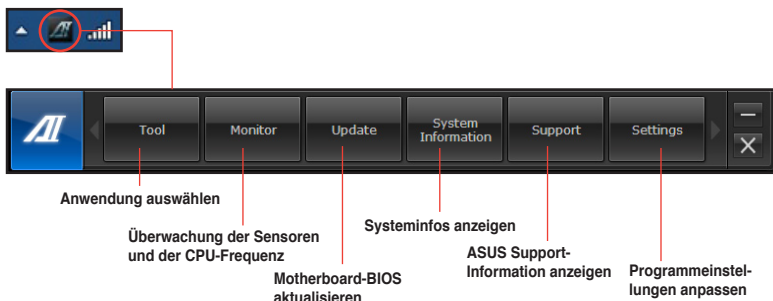 Tool
Monitor
Update
System
Information
Support
Settings
Anwendung auswählen
Überwachung der Sensoren
und der CPU-Frequenz
Motherboard-BIOS
aktualisieren
Systeminfos anzeigen
ASUS Support-
Information anzeigen
Programmeinstel-
lungen anpassen